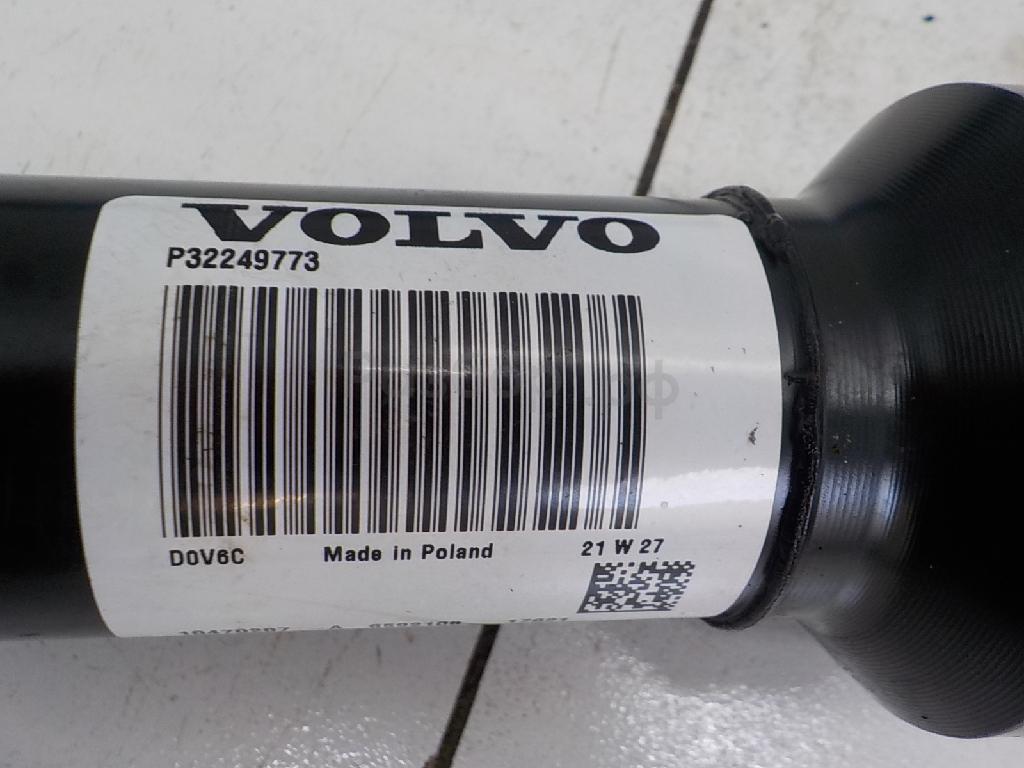 VOLVO
P32249773
D0V6C Made in Poland 21 W 27
A